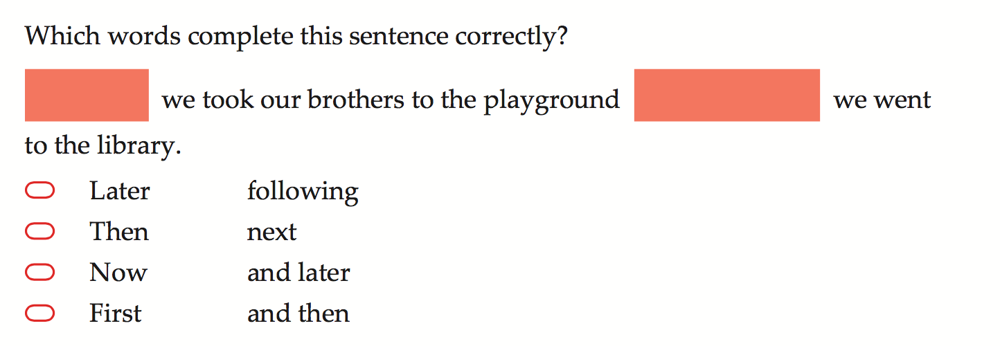 Which words complete this sentence correctly?
we took our brothers to the playground we went
to the library.
Later following
Then next
Now and later
First and then